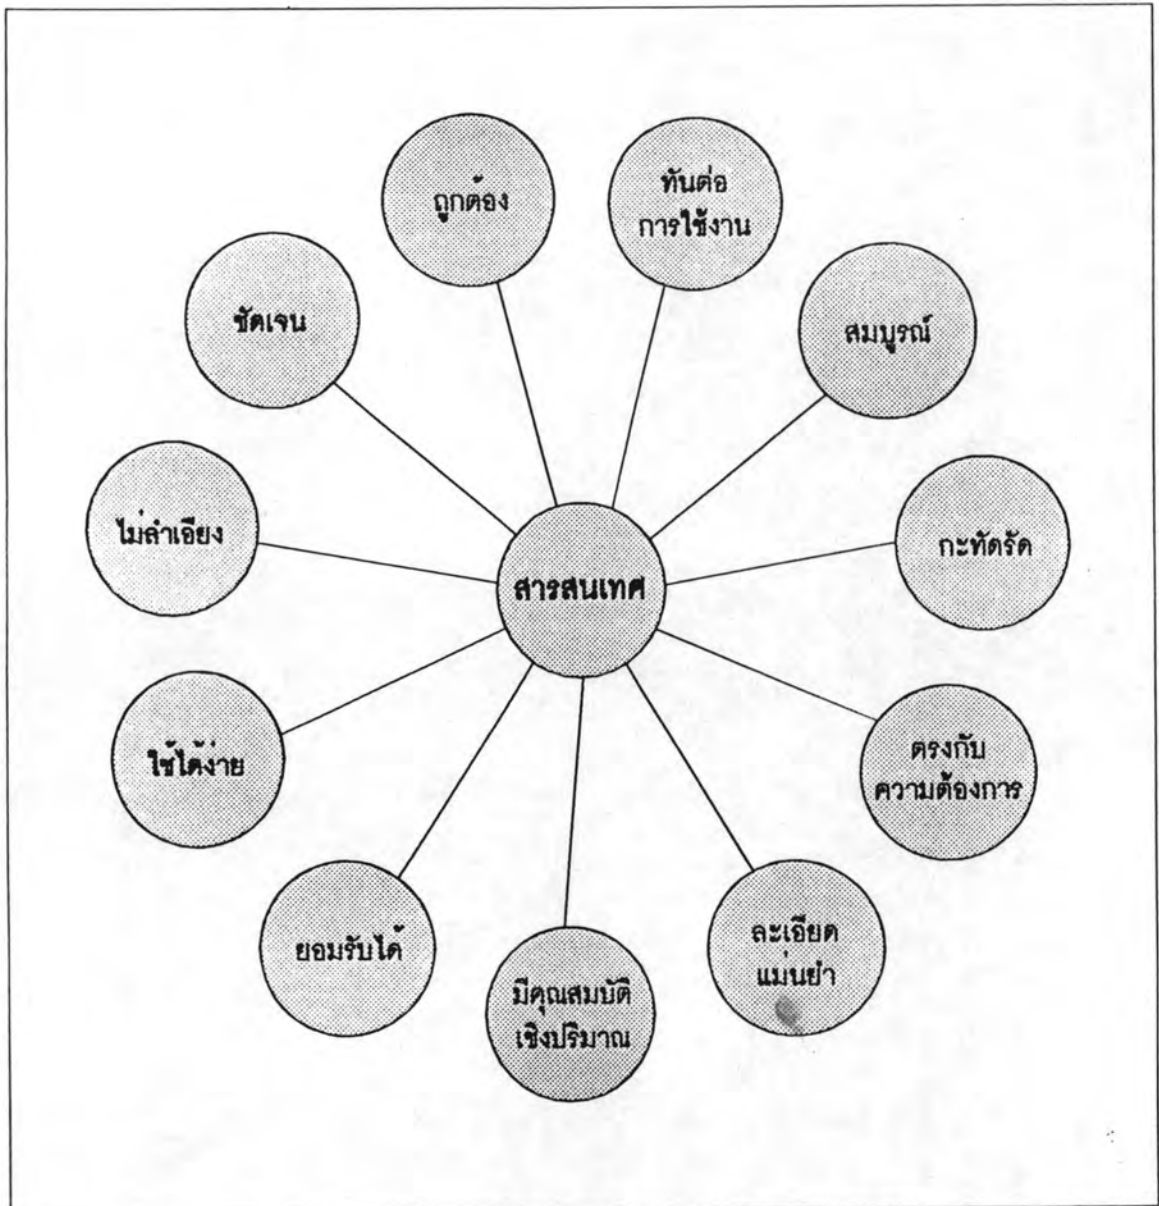 ถูกต้อง
ทันต่อ
การใช้งาน
ชัดเจน
สมบูรณ์
ไม่ลำเอียง
กะทัดรัด
สารสนเทศ
ใช้ได้ง่าย
ตรงกับ
ความต้องการ
ยอมรับได้
ละเอียด
แม่นยำ
มีคุณสมบัติ
เชิงปริมาณ